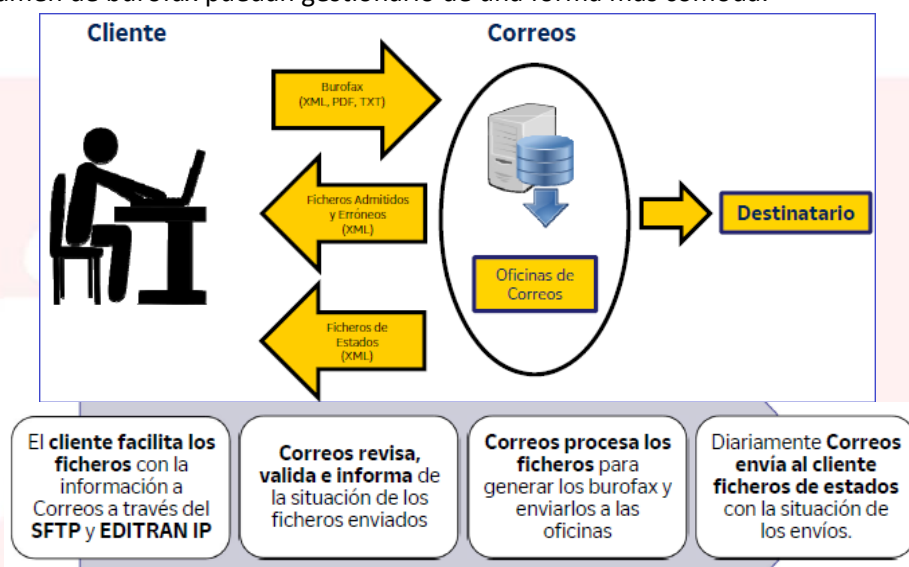 volumen de burofax puedan gestionarlo de una forma más cómoda.
Cliente
Correos
Burofax
(XML, PDF, TXT)
Ficheros Admitidos
y Erróneos
(XML)
Ficheros de
Estados
(XML)
Oficinas de
Correos
Destinatario
El cliente facilita los
ficheros con la
información a
Correos a través del
SFTP y EDITRAN IP
Correos revisa,
valida e informa de
la situación de los
ficheros enviados
Correos procesa los
ficheros para
generar los burofax y
enviarlos a las
oficinas
Diariamente Correos
envía al cliente
ficheros de estados
con la situación de
los envíos.